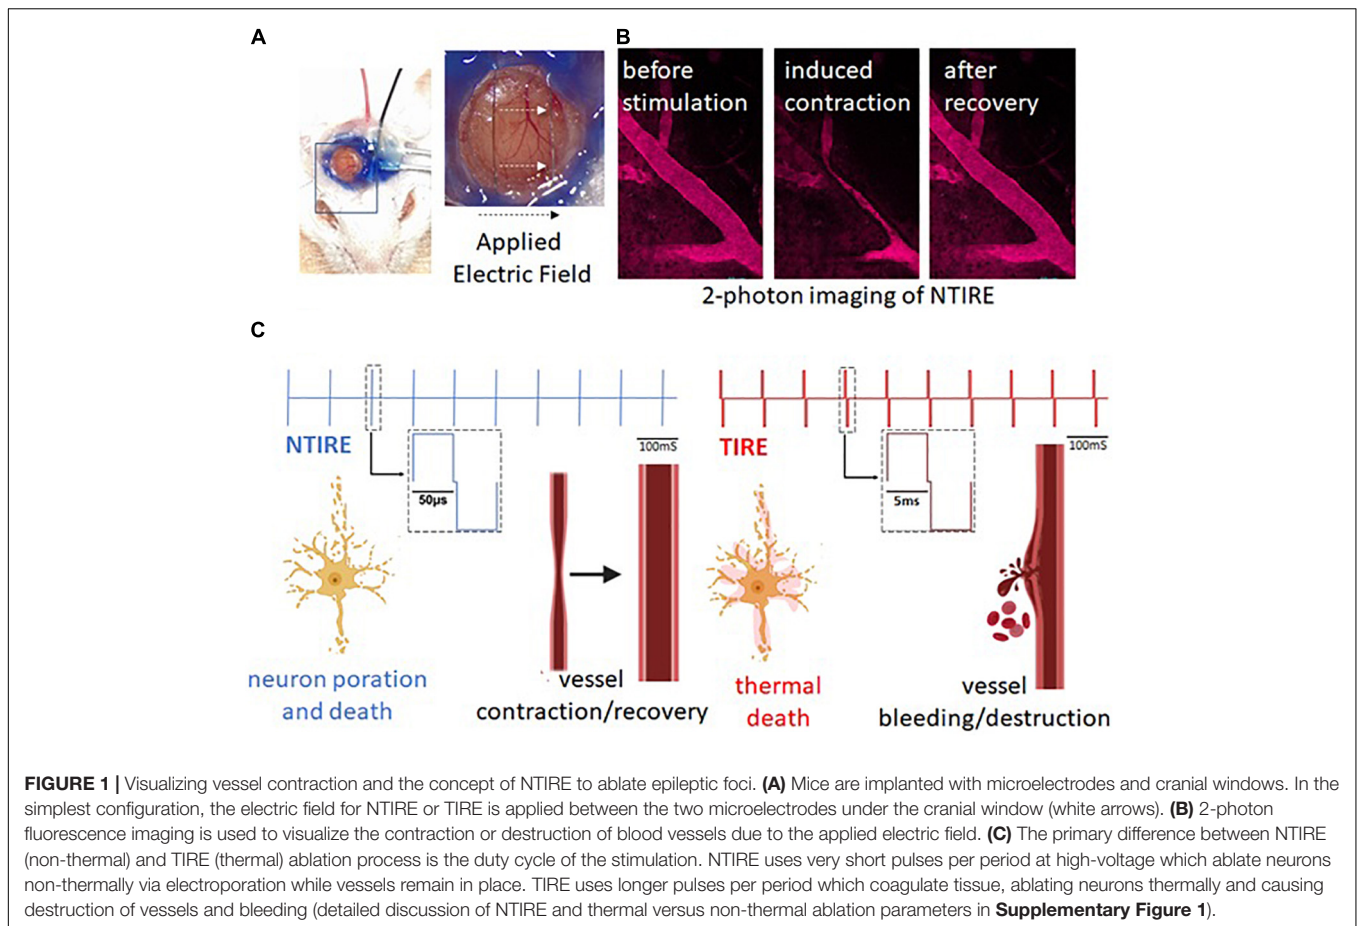 A
B
before
stimulation
induced
contraction
after
recovery
Applied
Electric Field
2-photon imaging of NTIRE
C
NTIRE
100mS
50µs
TIRE
100mS
5ms
neuron poration
and death
vessel
contraction/recovery
thermal
death
vessel
bleeding/destruction
FIGURE 1 | Visualizing vessel contraction and the concept of NTIRE to ablate epileptic foci. (A) Mice are implanted with microelectrodes and cranial windows. In the
simplest configuration, the electric field for NTIRE or TIRE is applied between the two microelectrodes under the cranial window (white arrows). (B) 2-photon
fluorescence imaging is used to visualize the contraction or destruction of blood vessels due to the applied electric field. (C) The primary difference between NTIRE
(non-thermal) and TIRE (thermal) ablation process is the duty cycle of the stimulation. NTIRE uses very short pulses per period at high-voltage which ablate neurons
non-thermally via electroporation while vessels remain in place. TIRE uses longer pulses per period which coagulate tissue, ablating neurons thermally and causing
destruction of vessels and bleeding (detailed discussion of NTIRE and thermal versus non-thermal ablation parameters in Supplementary Figure 1).